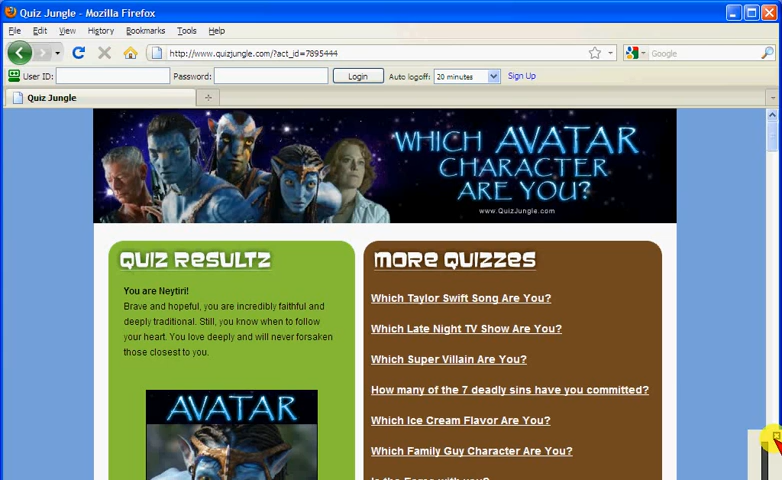 Quiz Jungle - Mozilla Firefox
File Edit View History Bookmarks Tools Help
http://www.quizjungle.com/?act_id=7895444
Google
User ID: Password: Login Auto logoff: 20 minutes Sign Up
Quiz Jungle
WHICH AVATAR
CHARACTER
ARE YOU?
www.QuizJungle.com
QUIZ RESULTZ
You are Neytiri!
Brave and hopeful, you are incredibly faithful and
deeply traditional. Still, you know when to follow
your heart. You love deeply and will never forsaken
those closest to you.
AVATAR
MORE QUIZZES
Which Taylor Swift Song Are You?
Which Late Night TV Show Are You?
Which Super Villain Are You?
How many of the 7 deadly sins have you committed?
Which Ice Cream Flavor Are You?
Which Family Guy Character Are You?